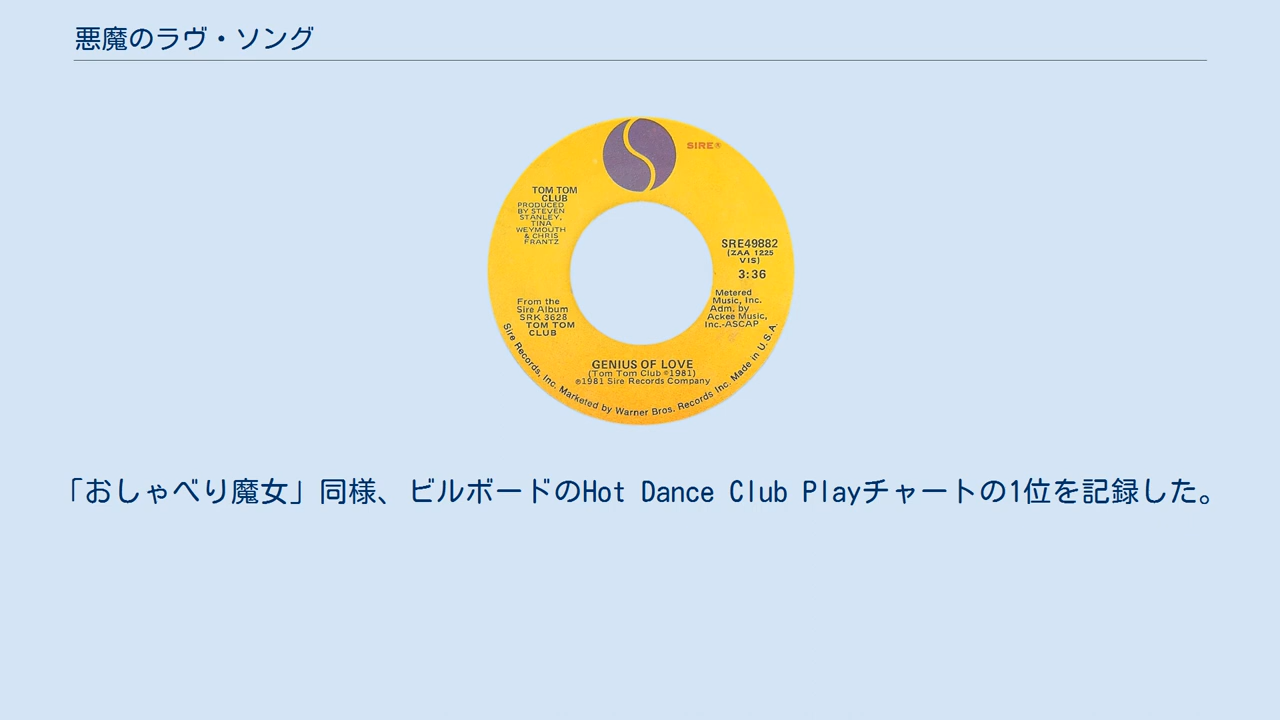 悪魔のラヴ・ソング
SIRE®
TOM TOM
CLUB
PRODUCED
BY STEVEN
STANLEY,
TINA
WEYMOUTH
& CHRIS
FRANTZ
SRE49882
(ZAA 1225
VIS)
3:36
From the
Sire Album
SRK 3628
TOM TOM
CLUB
Metered
Music, Inc.
Adm. by
Ackee Music,
Inc.-ASCAP
GENIUS OF LOVE
(Tom Tom Club ©1981)
℗1981 Sire Records Company
Sire Records, Inc. Marketed by Warner Bros. Records Inc. Made in U.S.A.
「おしゃべり魔女」同様、ビルボードのHot Dance Club Playチャートの1位を記録した。